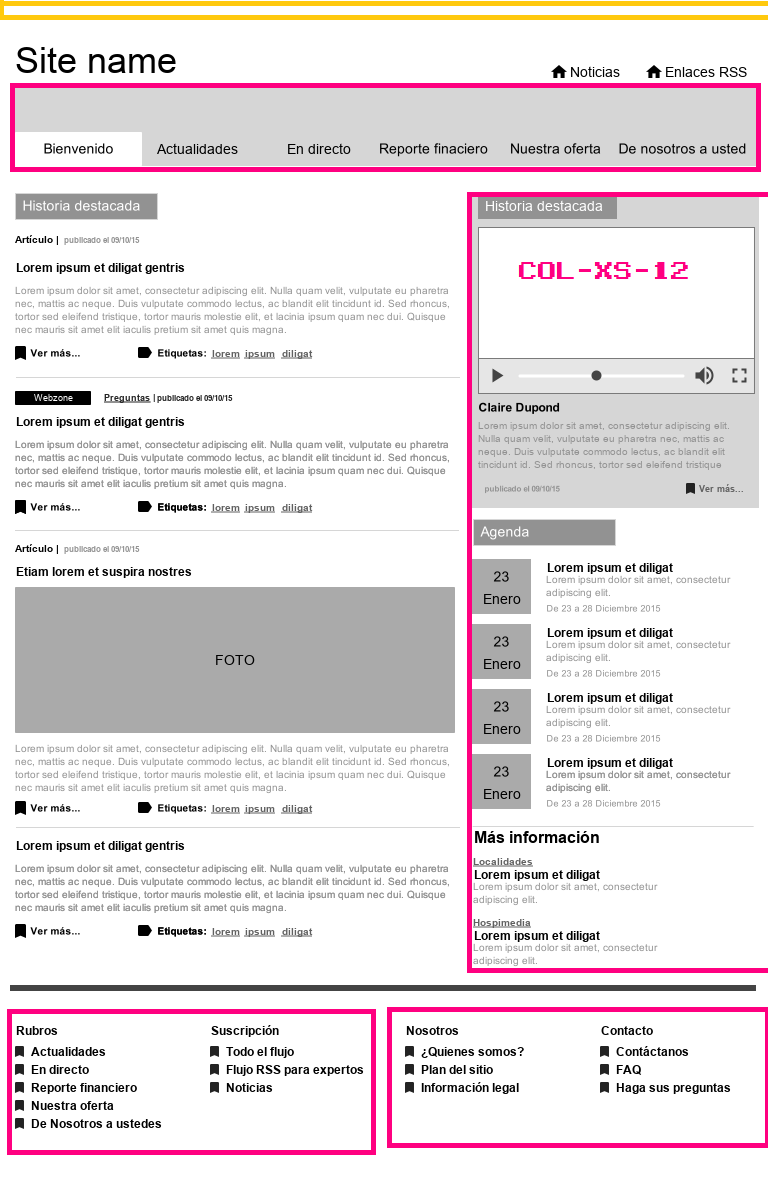 Site name
Noticias
Enlaces RSS
Bienvenido
Actualidades
En directo
Reporte finaciero
Nuestra oferta
De nosotros a usted
Historia destacada
Artículo | publicado el 09/10/15
Lorem ipsum et diligat gentris
Lorem ipsum dolor sit amet, consectetur adipiscing elit. Nulla quam velit, vulputate eu pharetra
nec, mattis ac neque. Duis vulputate commodo lectus, ac blandit elit tincidunt id. Sed rhoncus,
tortor sed eleifend tristique, tortor mauris molestie elit, et lacinia ipsum quam nec dui. Quisque
nec mauris sit amet elit iaculis pretium sit amet quis magna.
Ver más...
Etiquetas: lorem ipsum diligat
Webzone
Preguntas | publicado el 09/10/15
Lorem ipsum et diligat gentris
Lorem ipsum dolor sit amet, consectetur adipiscing elit. Nulla quam velit, vulputate eu pharetra
nec, mattis ac neque. Duis vulputate commodo lectus, ac blandit elit tincidunt id. Sed rhoncus,
tortor sed eleifend tristique, tortor mauris molestie elit, et lacinia ipsum quam nec dui. Quisque
nec mauris sit amet elit iaculis pretium sit amet quis magna.
Ver más...
Etiquetas: lorem ipsum diligat
Artículo | publicado el 09/10/15
Etiam lorem et suspira nostres
FOTO
Lorem ipsum dolor sit amet, consectetur adipiscing elit. Nulla quam velit, vulputate eu pharetra
nec, mattis ac neque. Duis vulputate commodo lectus, ac blandit elit tincidunt id. Sed rhoncus,
tortor sed eleifend tristique, tortor mauris molestie elit, et lacinia ipsum quam nec dui. Quisque
nec mauris sit amet elit iaculis pretium sit amet quis magna.
Ver más...
Etiquetas: lorem ipsum diligat
Lorem ipsum et diligat gentris
Lorem ipsum dolor sit amet, consectetur adipiscing elit. Nulla quam velit, vulputate eu pharetra
nec, mattis ac neque. Duis vulputate commodo lectus, ac blandit elit tincidunt id. Sed rhoncus,
tortor sed eleifend tristique, tortor mauris molestie elit, et lacinia ipsum quam nec dui. Quisque
nec mauris sit amet elit iaculis pretium sit amet quis magna.
Ver más...
Etiquetas: lorem ipsum diligat
Historia destacada
COL-XS-12
Claire Dupond
Lorem ipsum dolor sit amet, consectetur adipiscing elit.
Nulla quam velit, vulputate eu pharetra nec, mattis ac
neque. Duis vulputate commodo lectus, ac blandit elit
tincidunt id. Sed rhoncus, tortor sed eleifend tristique
publicado el 09/10/15
Ver más...
Agenda
23
Enero
Lorem ipsum et diligat
Lorem ipsum dolor sit amet, consectetur
adipiscing elit.
De 23 a 28 Diciembre 2015
23
Enero
Lorem ipsum et diligat
Lorem ipsum dolor sit amet, consectetur
adipiscing elit.
De 23 a 28 Diciembre 2015
23
Enero
Lorem ipsum et diligat
Lorem ipsum dolor sit amet, consectetur
adipiscing elit.
De 23 a 28 Diciembre 2015
23
Enero
Lorem ipsum et diligat
Lorem ipsum dolor sit amet, consectetur
adipiscing elit.
De 23 a 28 Diciembre 2015
Más información
Localidades
Lorem ipsum et diligat
Lorem ipsum dolor sit amet, consectetur
adipiscing elit.
Hospimedia
Lorem ipsum et diligat
Lorem ipsum dolor sit amet, consectetur
adipiscing elit.
Rubros
Actualidades
En directo
Reporte financiero
Nuestra oferta
De Nosotros a ustedes
Suscripción
Todo el flujo
Flujo RSS para expertos
Noticias
Nosotros
¿Quienes somos?
Plan del sitio
Información legal
Contacto
Contáctanos
FAQ
Haga sus preguntas